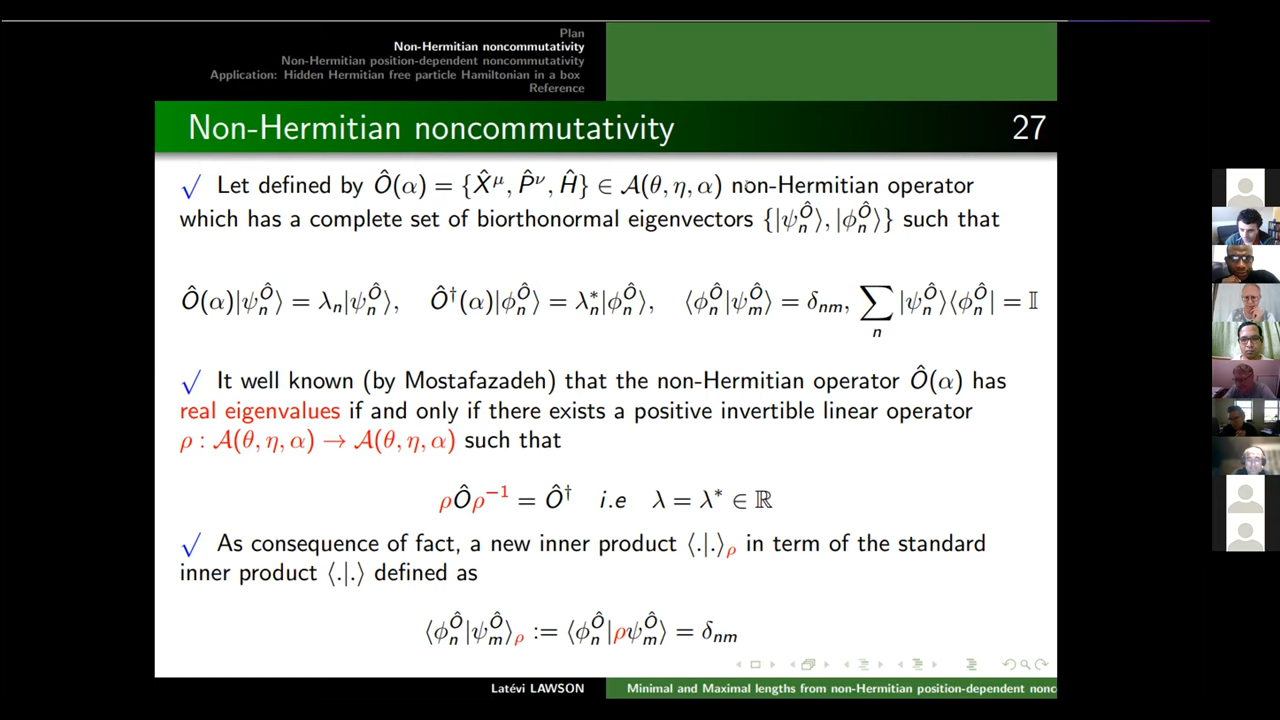 Plan
Non-Hermitian noncommutativity
Non-Hermitian position-dependent noncommutativity
Application: Hidden Hermitian free particle Hamiltonian in a box
Reference
Non-Hermitian noncommutativity 27
√ Let defined by Ô(α) = {X̂^μ, P̂^ν, Ĥ} ∈ 𝒜(θ, η, α) non-Hermitian operator
which has a complete set of biorthonormal eigenvectors {|ψ_n^Ô⟩, |ϕ_n^Ô⟩} such that
Ô(α)|ψ_n^Ô⟩ = λ_n|ψ_n^Ô⟩, Ô†(α)|ϕ_n^Ô⟩ = λ_n^*|ϕ_n^Ô⟩, ⟨ϕ_n^Ô|ψ_m^Ô⟩ = δ_nm, ∑_n |ψ_n^Ô⟩⟨ϕ_n^Ô| = 𝕀
√ It well known (by Mostafazadeh) that the non-Hermitian operator Ô(α) has
real eigenvalues if and only if there exists a positive invertible linear operator
ρ : 𝒜(θ, η, α) → 𝒜(θ, η, α) such that
ρÔρ⁻¹ = Ô† i.e λ = λ* ∈ ℝ
√ As consequence of fact, a new inner product ⟨.|.⟩_ρ in term of the standard
inner product ⟨.|.⟩ defined as
⟨ϕ_n^Ô|ψ_m^Ô⟩_ρ := ⟨ϕ_n^Ô|ρψ_m^Ô⟩ = δ_nm
Latévi LAWSON Minimal and Maximal lengths from non-Hermitian position-dependent nonc